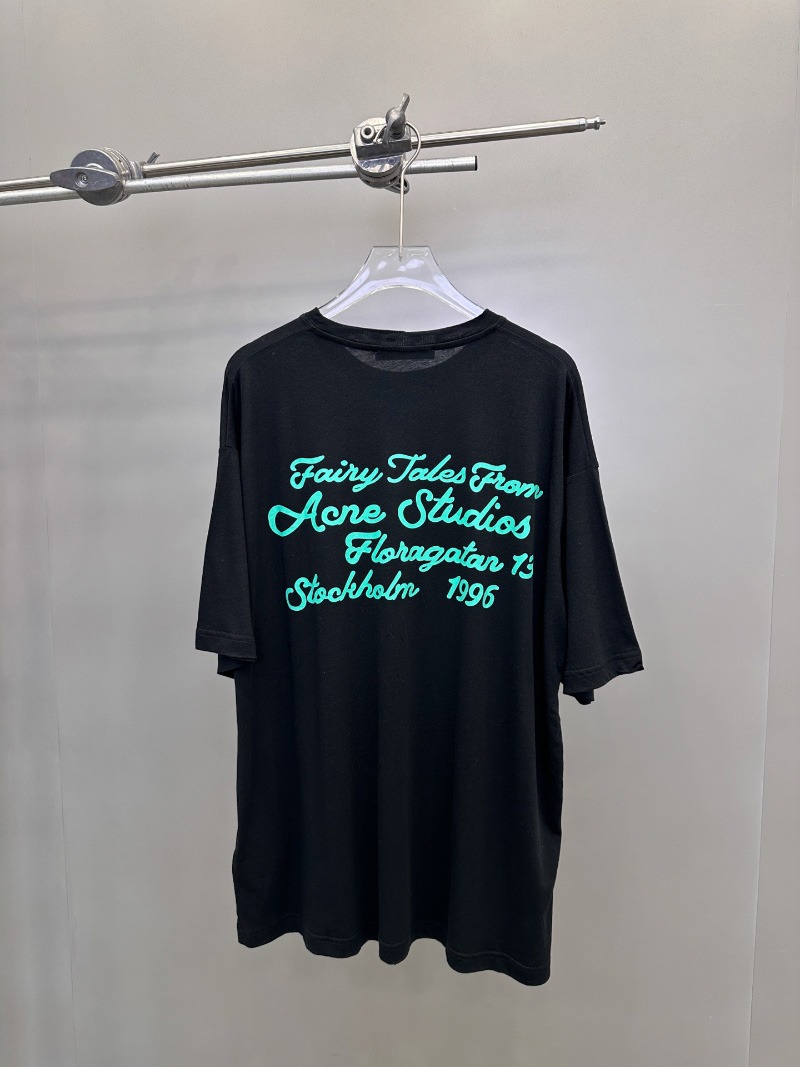 Fairy Tales From
Acne Studios
Floragatan 13
Stockholm 1996